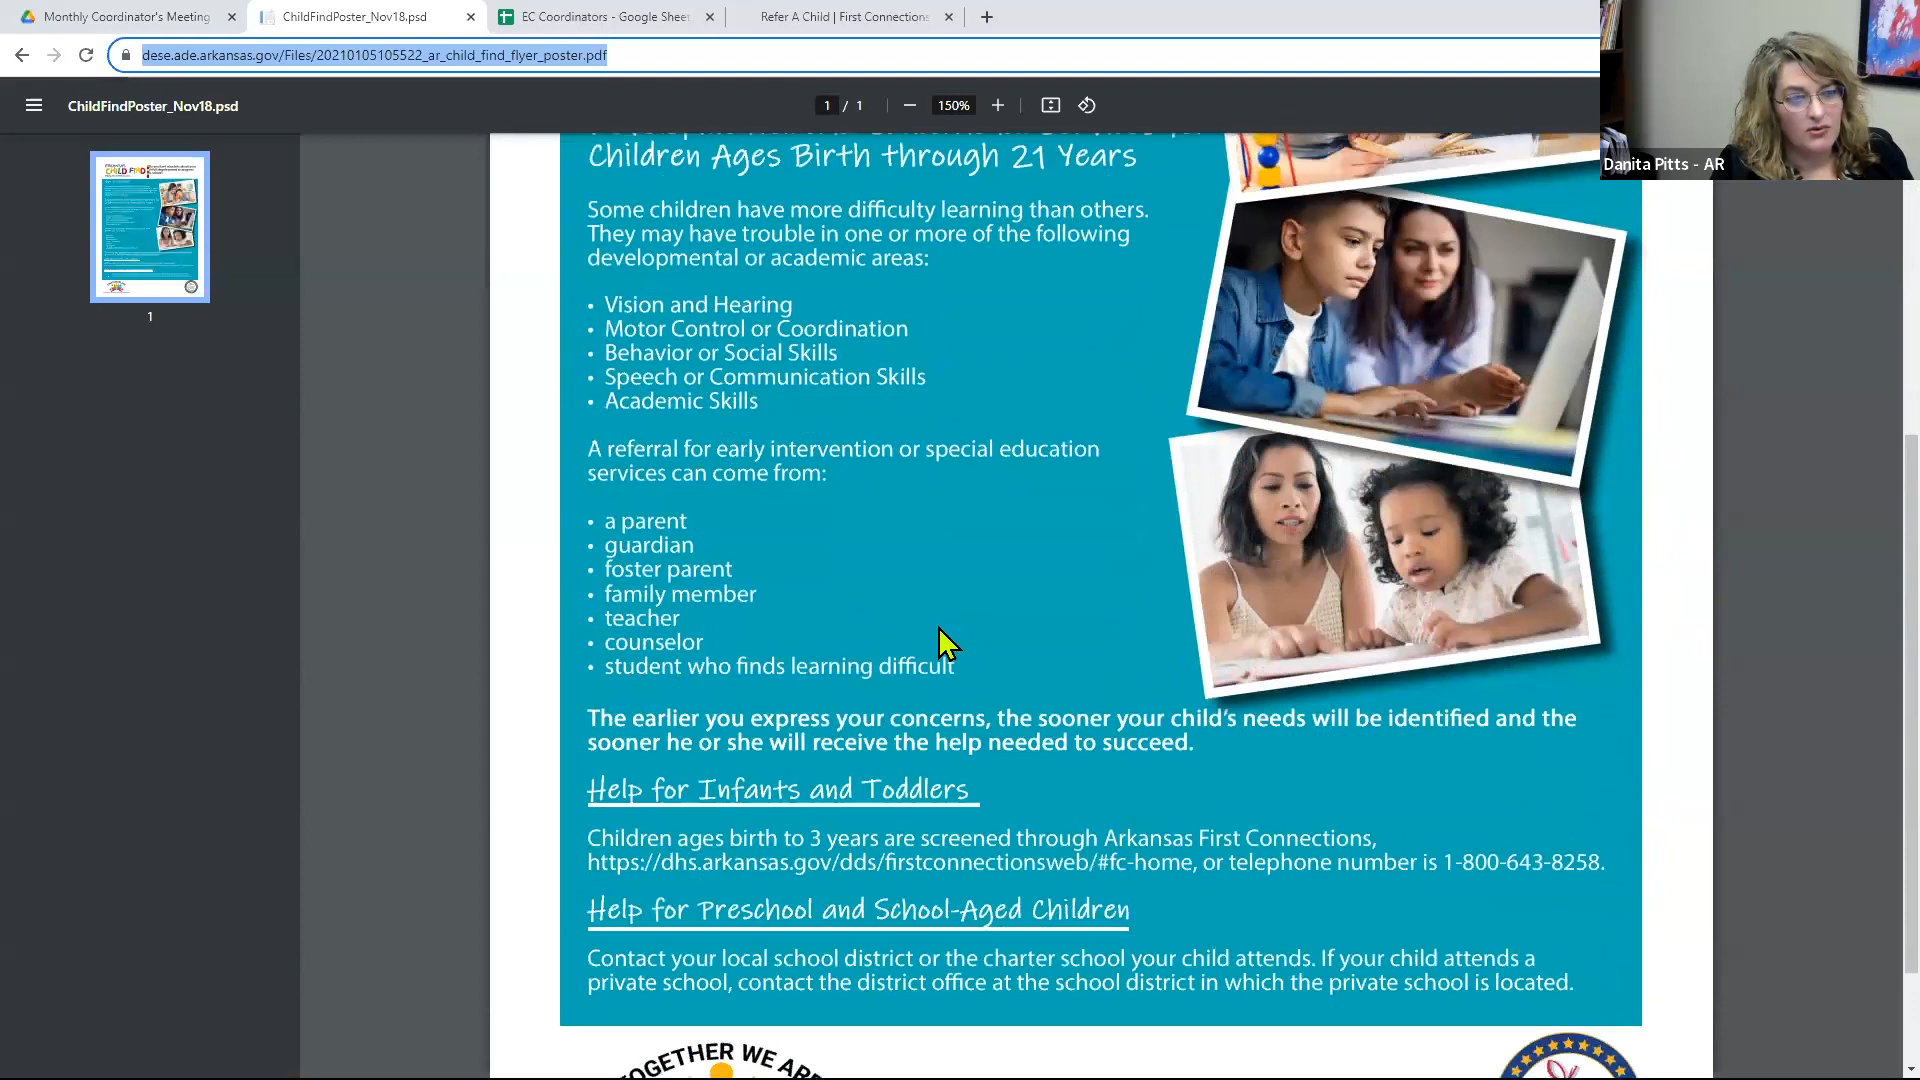 Monthly Coordinator's Meeting
ChildFindPoster_Nov18.psd
EC Coordinators - Google Sheet
Refer A Child | First Connections
dese.ade.arkansas.gov/Files/20210105105522_ar_child_find_flyer_poster.pdf
ChildFindPoster_Nov18.psd
1 / 1
150%
Danita Pitts - AR
1
Children Ages Birth through 21 Years
Some children have more difficulty learning than others.
They may have trouble in one or more of the following
developmental or academic areas:
• Vision and Hearing
• Motor Control or Coordination
• Behavior or Social Skills
• Speech or Communication Skills
• Academic Skills
A referral for early intervention or special education
services can come from:
• a parent
• guardian
• foster parent
• family member
• teacher
• counselor
• student who finds learning difficult
The earlier you express your concerns, the sooner your child's needs will be identified and the
sooner he or she will receive the help needed to succeed.
Help for Infants and Toddlers
Children ages birth to 3 years are screened through Arkansas First Connections,
https://dhs.arkansas.gov/dds/firstconnectionsweb/#fc-home, or telephone number is 1-800-643-8258.
Help for Preschool and School-Aged Children
Contact your local school district or the charter school your child attends. If your child attends a
private school, contact the district office at the school district in which the private school is located.
TOGETHER WE ARE